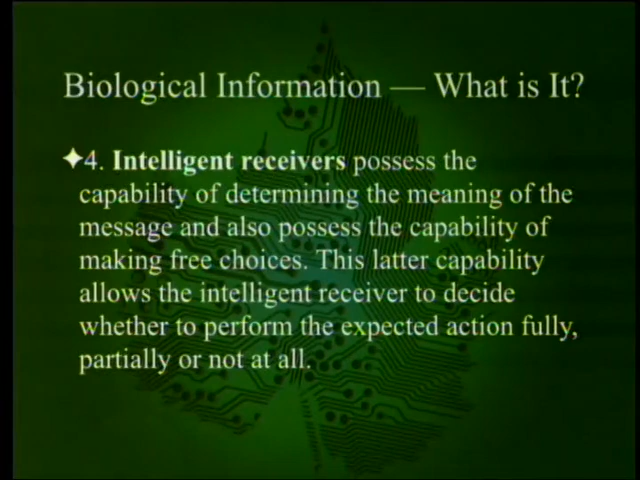 Biological Information — What is It?
✦4. Intelligent receivers possess the
capability of determining the meaning of the
message and also possess the capability of
making free choices. This latter capability
allows the intelligent receiver to decide
whether to perform the expected action fully,
partially or not at all.